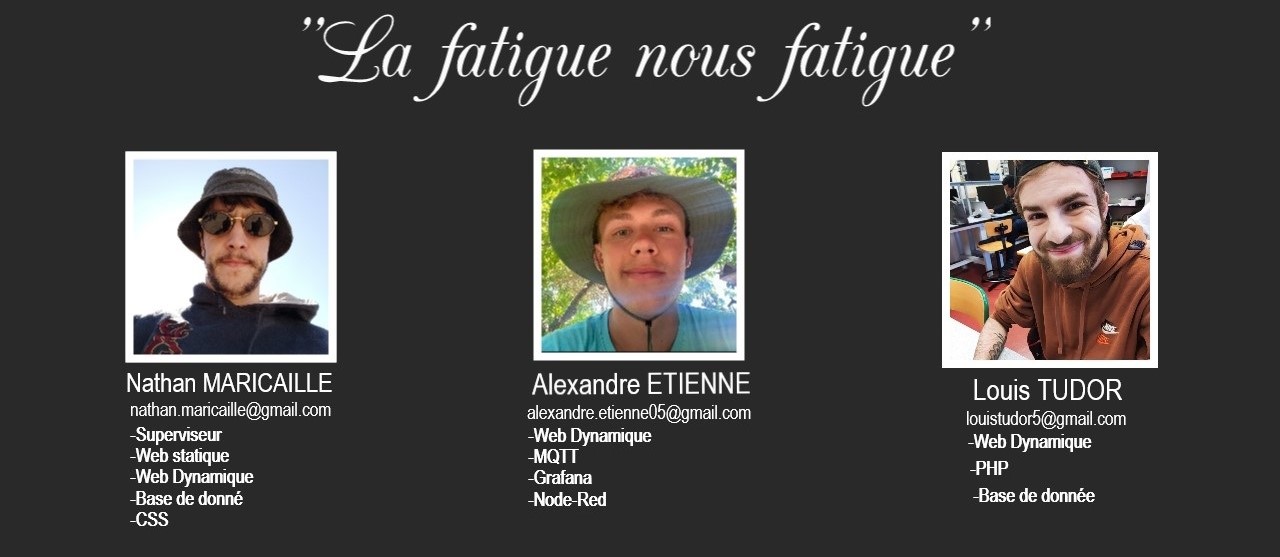 "La fatigue nous fatigue"
Nathan MARICAILLE
nathan.maricaille@gmail.com
-Superviseur
-Web statique
-Web Dynamique
-Base de donné
-CSS
Alexandre ETIENNE
alexandre.etienne05@gmail.com
-Web Dynamique
-MQTT
-Grafana
-Node-Red
NIKE
Louis TUDOR
louistudor5@gmail.com
-Web Dynamique
-PHP
-Base de donnée